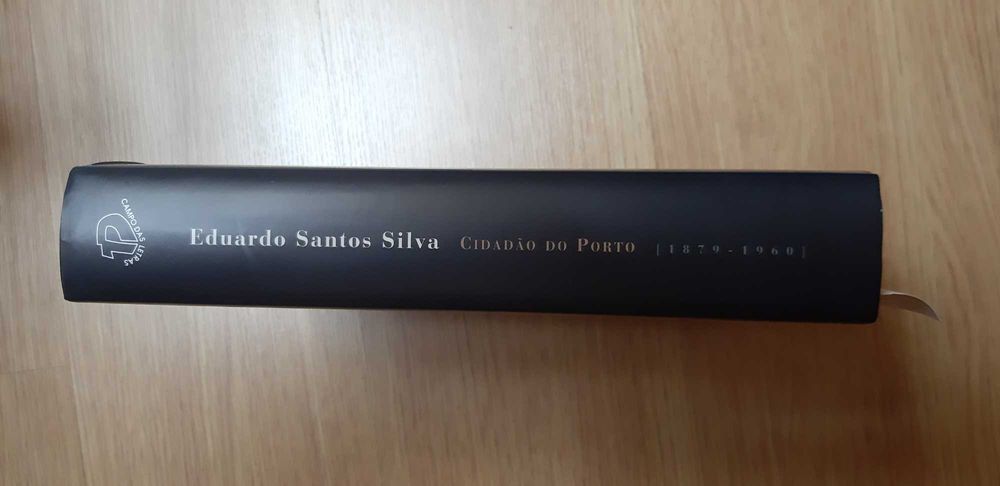 CAMPO DAS LETRAS
Eduardo Santos Silva CIDADÃO DO PORTO [1879-1960]